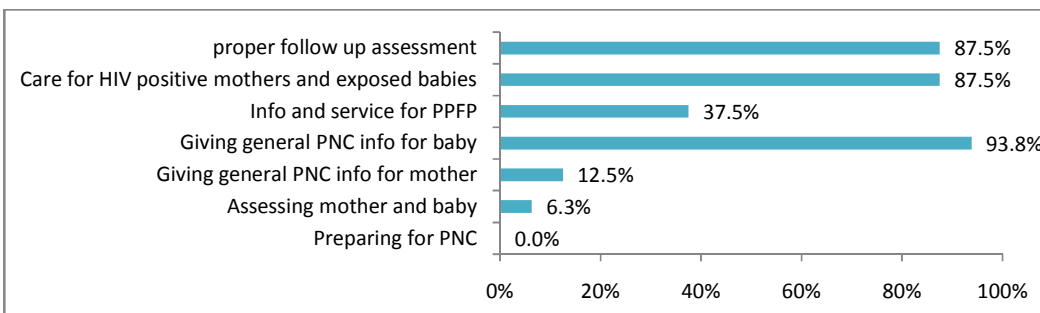 proper follow up assessment 87.5%
Care for HIV positive mothers and exposed babies 87.5%
Info and service for PPFP 37.5%
Giving general PNC info for baby 93.8%
Giving general PNC info for mother 12.5%
Assessing mother and baby 6.3%
Preparing for PNC 0.0%
0% 20% 40% 60% 80% 100%